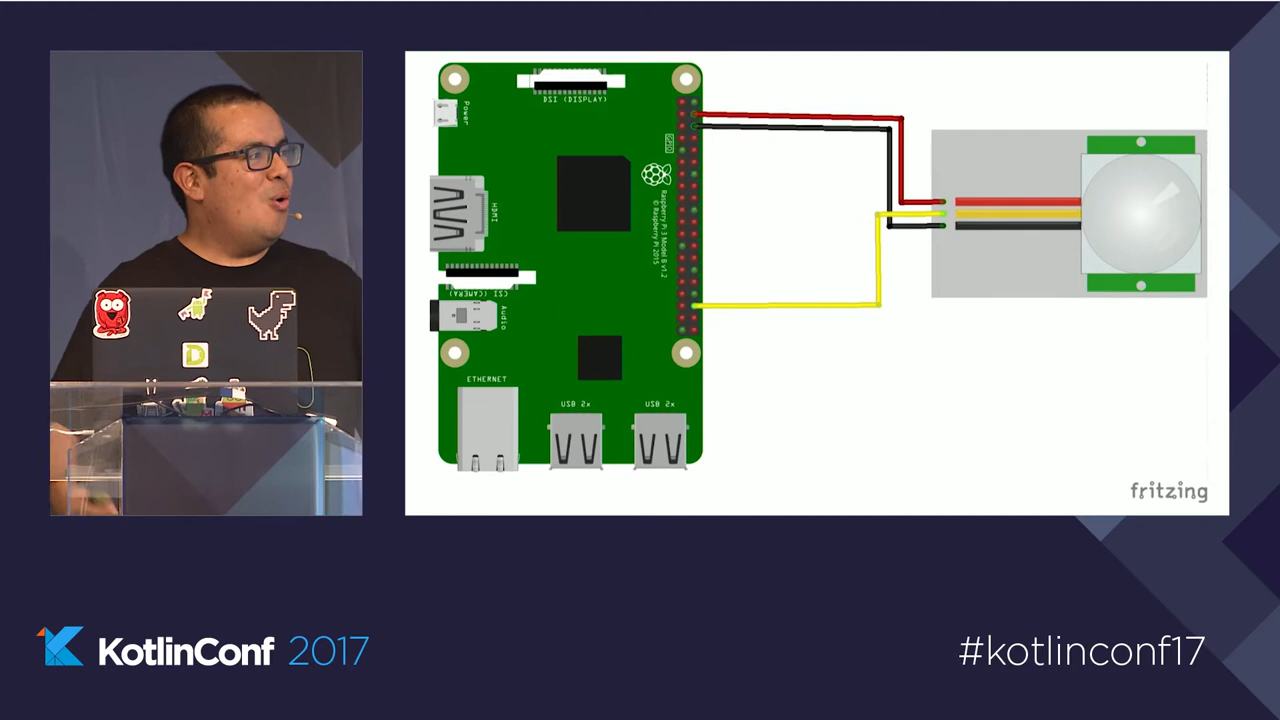 DSI (DISPLAY)
Power
GPIO
HDMI
Raspberry Pi 3 Model B v1.2
© Raspberry Pi 2015
CSI (CAMERA)
Audio
ETHERNET
USB 2x
USB 2x
fritzing
D
KotlinConf 2017
#kotlinconf17